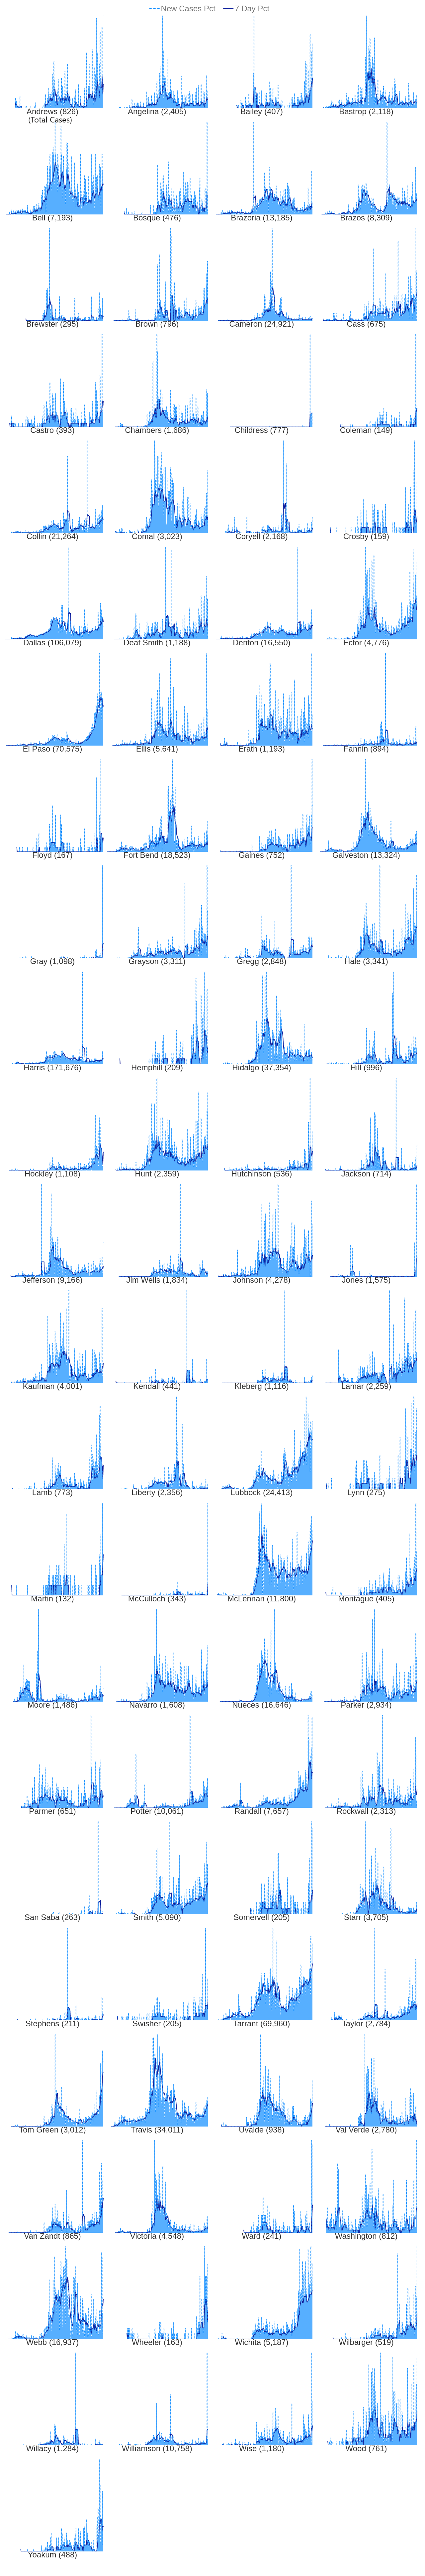 New Cases Pct 7 Day Pct
Andrews (826) Angelina (2,405) Bailey (407) Bastrop (2,118)
(Total Cases)
Bell (7,193) Bosque (476) Brazoria (13,185) Brazos (8,309)
Brewster (295) Brown (796) Cameron (24,921) Cass (675)
Castro (393) Chambers (1,686) Childress (777) Coleman (149)
Collin (21,264) Comal (3,023) Coryell (2,168) Crosby (159)
Dallas (106,079) Deaf Smith (1,188) Denton (16,550) Ector (4,776)
El Paso (70,575) Ellis (5,641) Erath (1,193) Fannin (894)
Floyd (167) Fort Bend (18,523) Gaines (752) Galveston (13,324)
Gray (1,098) Grayson (3,311) Gregg (2,848) Hale (3,341)
Harris (171,676) Hemphill (209) Hidalgo (37,354) Hill (996)
Hockley (1,108) Hunt (2,359) Hutchinson (536) Jackson (714)
Jefferson (9,166) Jim Wells (1,834) Johnson (4,278) Jones (1,575)
Kaufman (4,001) Kendall (441) Kleberg (1,116) Lamar (2,259)
Lamb (773) Liberty (2,356) Lubbock (24,413) Lynn (275)
Martin (132) McCulloch (343) McLennan (11,800) Montague (405)
Moore (1,486) Navarro (1,608) Nueces (16,646) Parker (2,934)
Parmer (651) Potter (10,061) Randall (7,657) Rockwall (2,313)
San Saba (263) Smith (5,090) Somervell (205) Starr (3,705)
Stephens (211) Swisher (205) Tarrant (69,960) Taylor (2,784)
Tom Green (3,012) Travis (34,011) Uvalde (938) Val Verde (2,780)
Van Zandt (865) Victoria (4,548) Ward (241) Washington (812)
Webb (16,937) Wheeler (163) Wichita (5,187) Wilbarger (519)
Willacy (1,284) Williamson (10,758) Wise (1,180) Wood (761)
Yoakum (488)